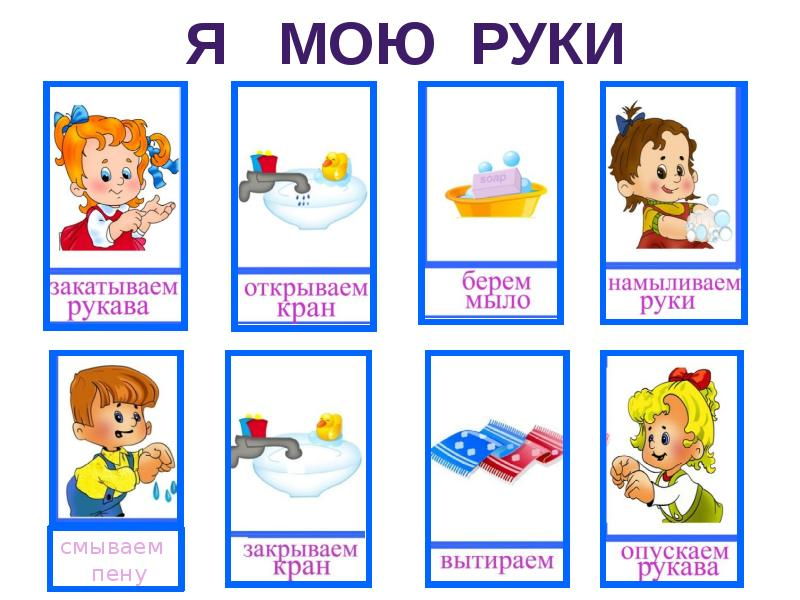 Я МОЮ РУКИ
закатываем
рукава
открываем
кран
soap
берем
мыло
намыливаем
руки
смываем
пену
закрываем
кран
вытираем
опускаем
рукава